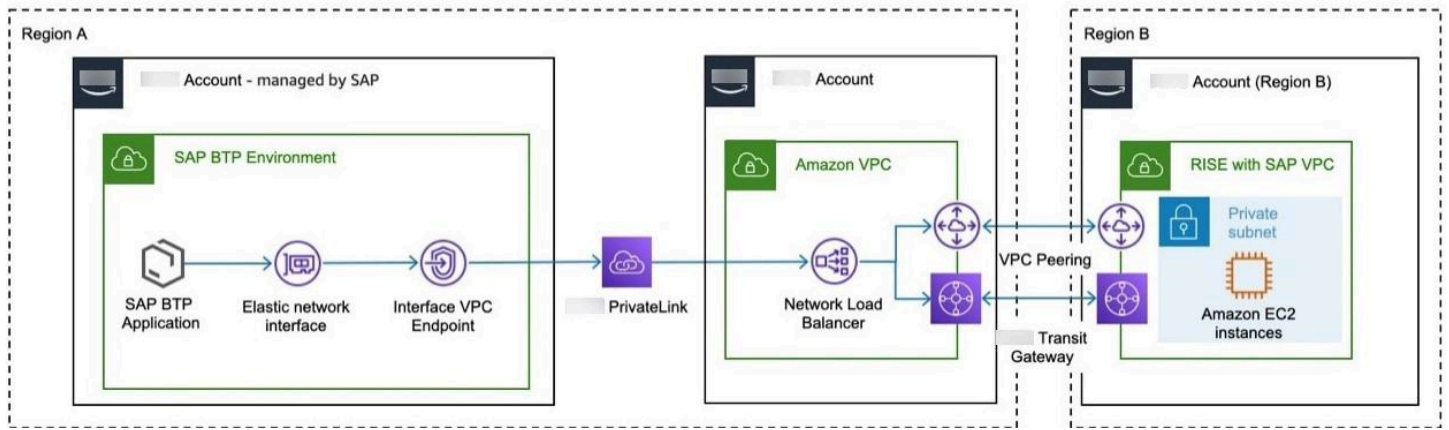 Region A
Region B
Account - managed by SAP
Account
Account (Region B)
SAP BTP Environment
Amazon VPC
RISE with SAP VPC
Private
subnet
SAP BTP
Application
Elastic network
interface
Interface VPC
Endpoint
PrivateLink
Network Load
Balancer
VPC Peering
Transit
Gateway
Amazon EC2
instances